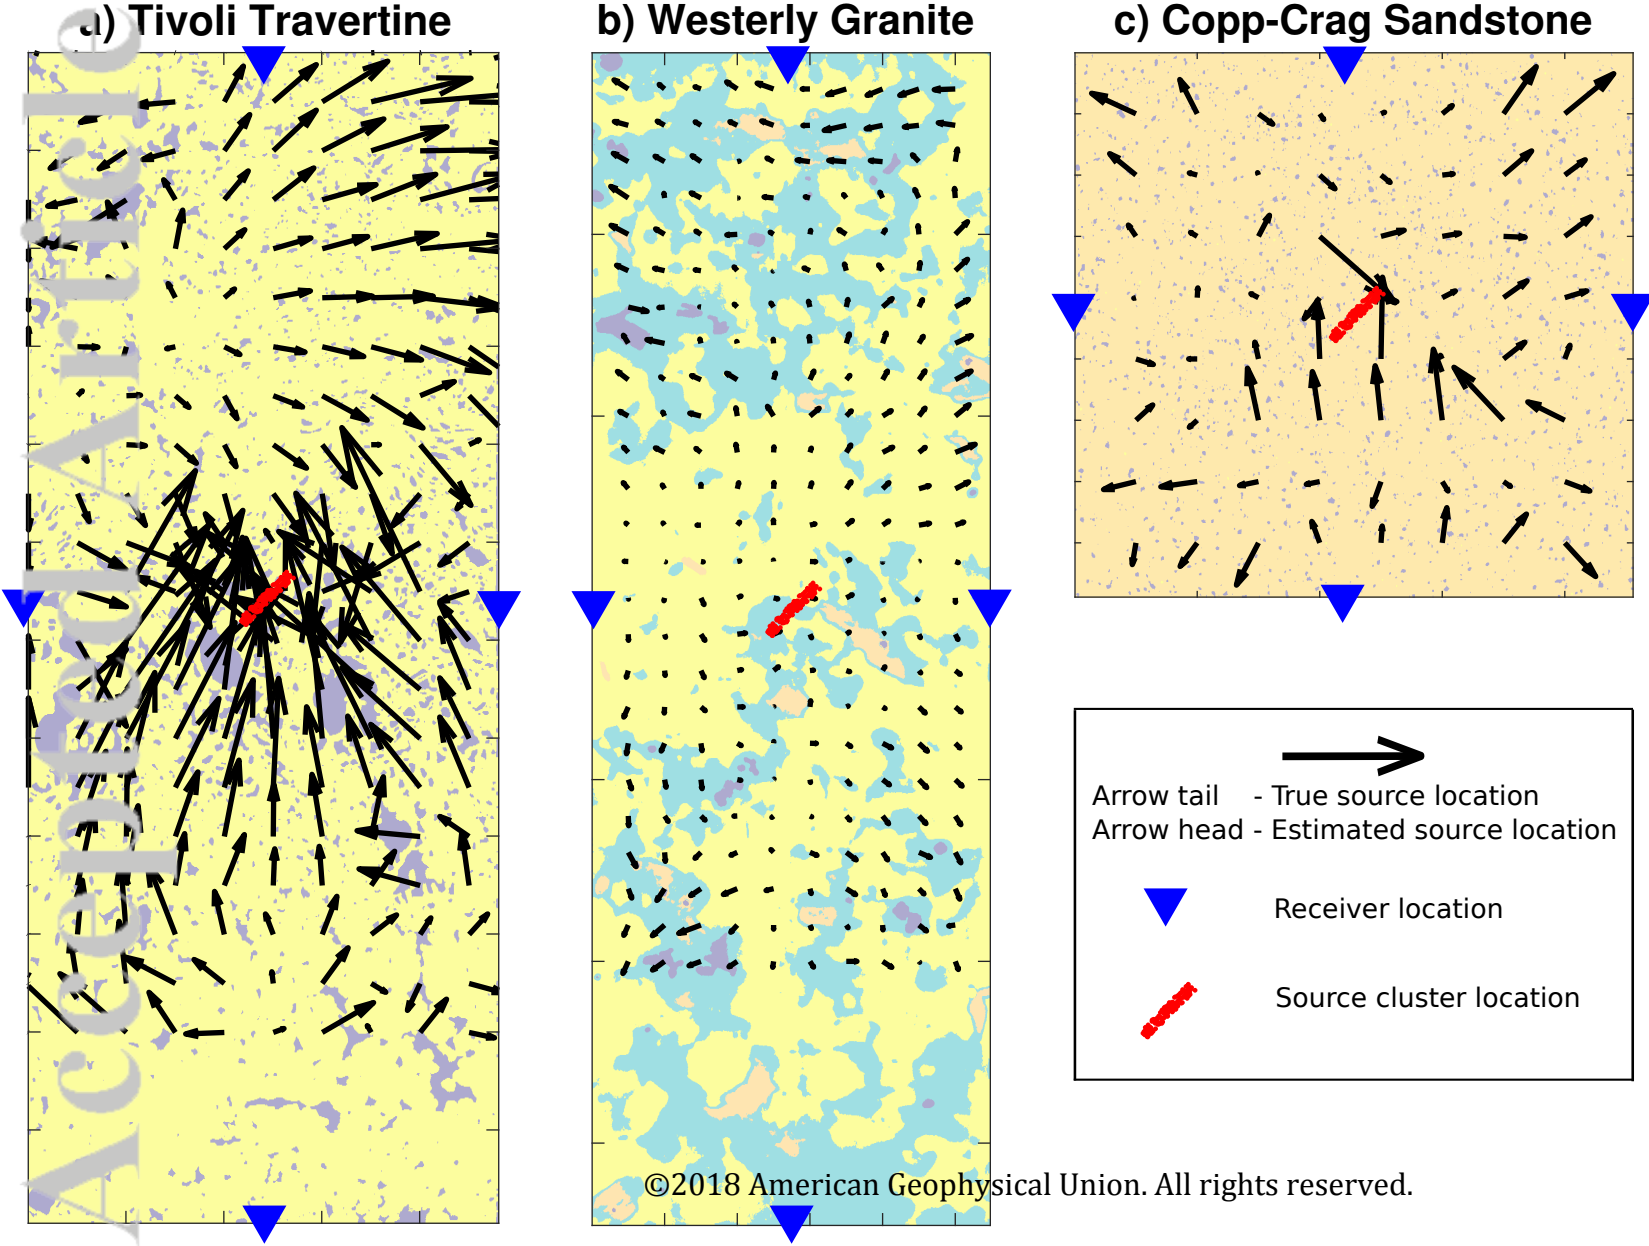 a) Tivoli Travertine
b) Westerly Granite
c) Copp-Crag Sandstone
Accepted Article
Arrow tail - True source location
Arrow head - Estimated source location
Receiver location
Source cluster location
©2018 American Geophysical Union. All rights reserved.